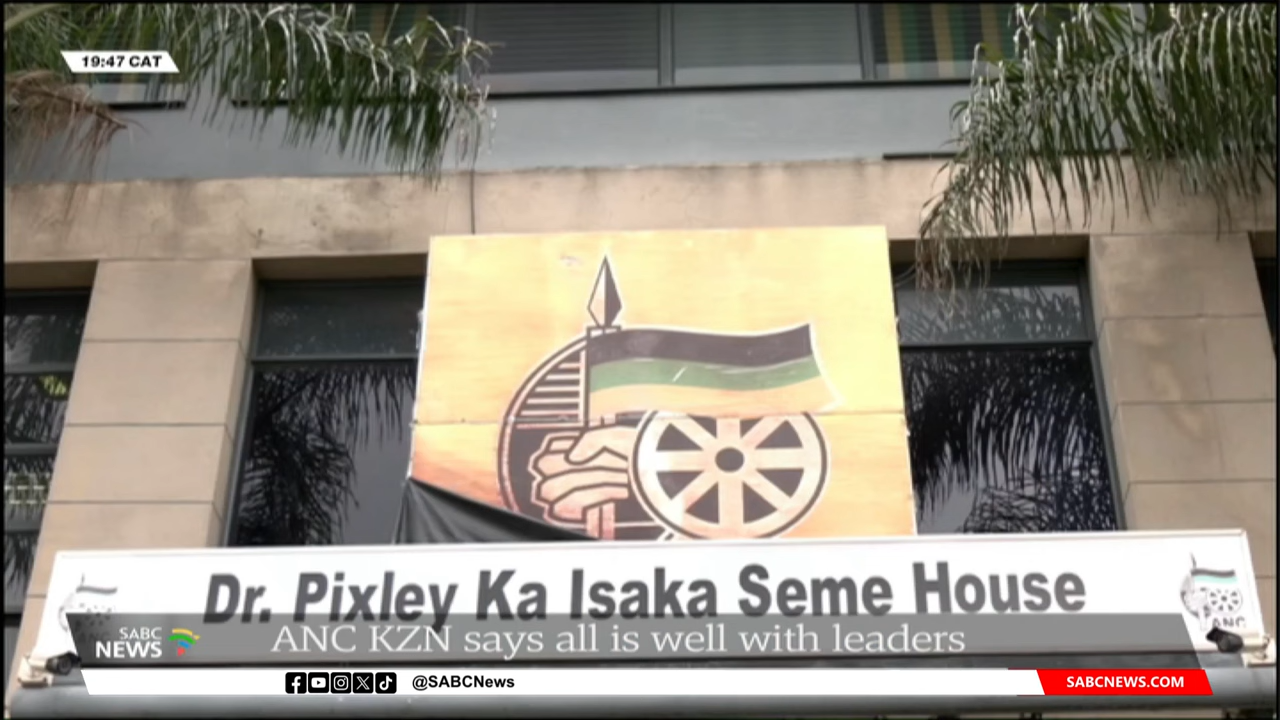 19:47 CAT
Dr. Pixley Ka Isaka Seme House
ANC
SABC
NEWS
ANC KZN says all is well with leaders
@SABCNews
SABCNEWS.COM